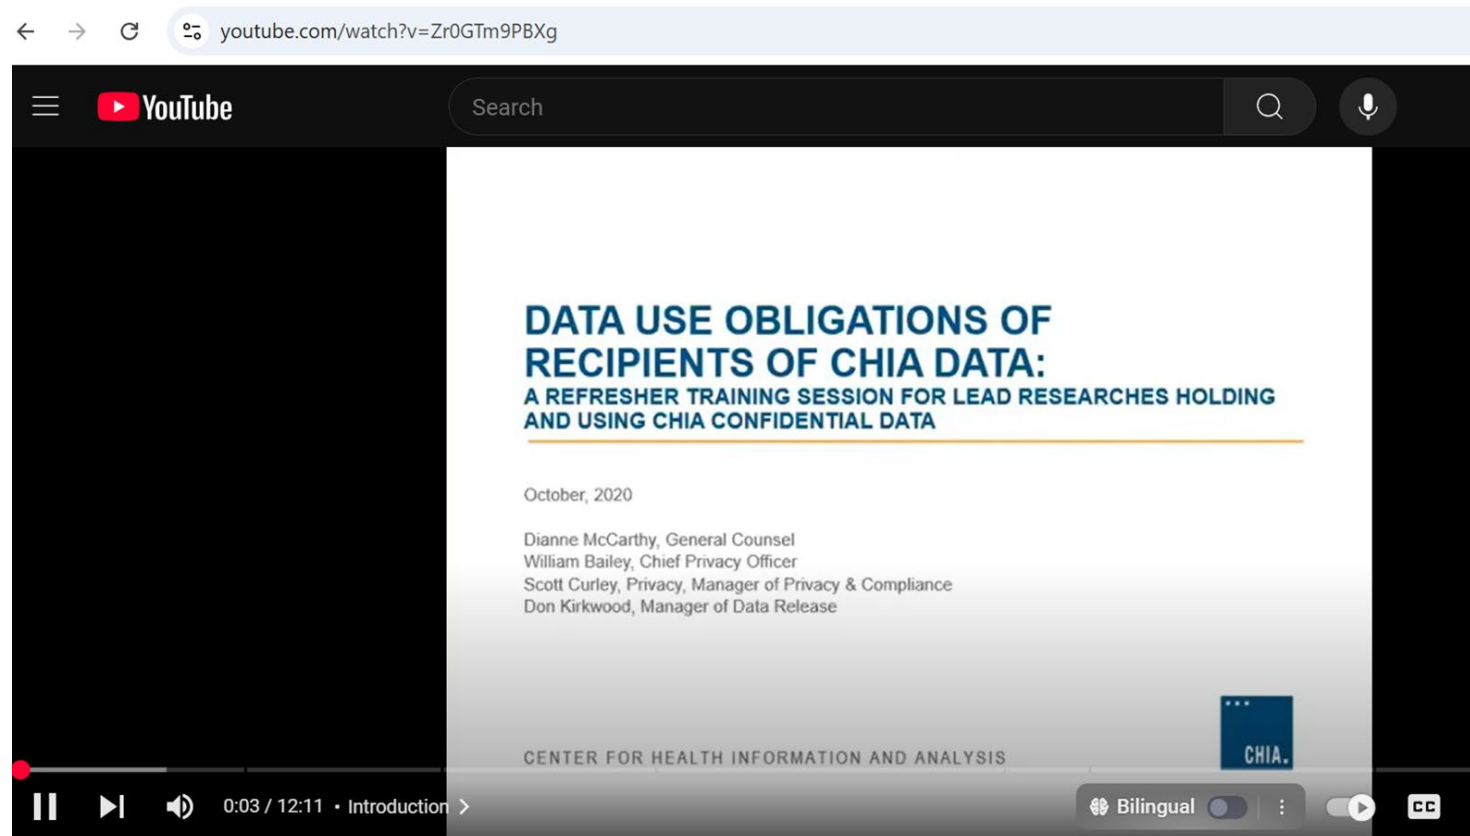 youtube.com/watch?v=Zr0GTm9PBXg
YouTube
Search
DATA USE OBLIGATIONS OF
RECIPIENTS OF CHIA DATA:
A REFRESHER TRAINING SESSION FOR LEAD RESEARCHES HOLDING
AND USING CHIA CONFIDENTIAL DATA
October, 2020
Dianne McCarthy, General Counsel
William Bailey, Chief Privacy Officer
Scott Curley, Privacy, Manager of Privacy & Compliance
Don Kirkwood, Manager of Data Release
CENTER FOR HEALTH INFORMATION AND ANALYSIS
CHIA.
0:03 / 12:11 • Introduction
Bilingual
CC